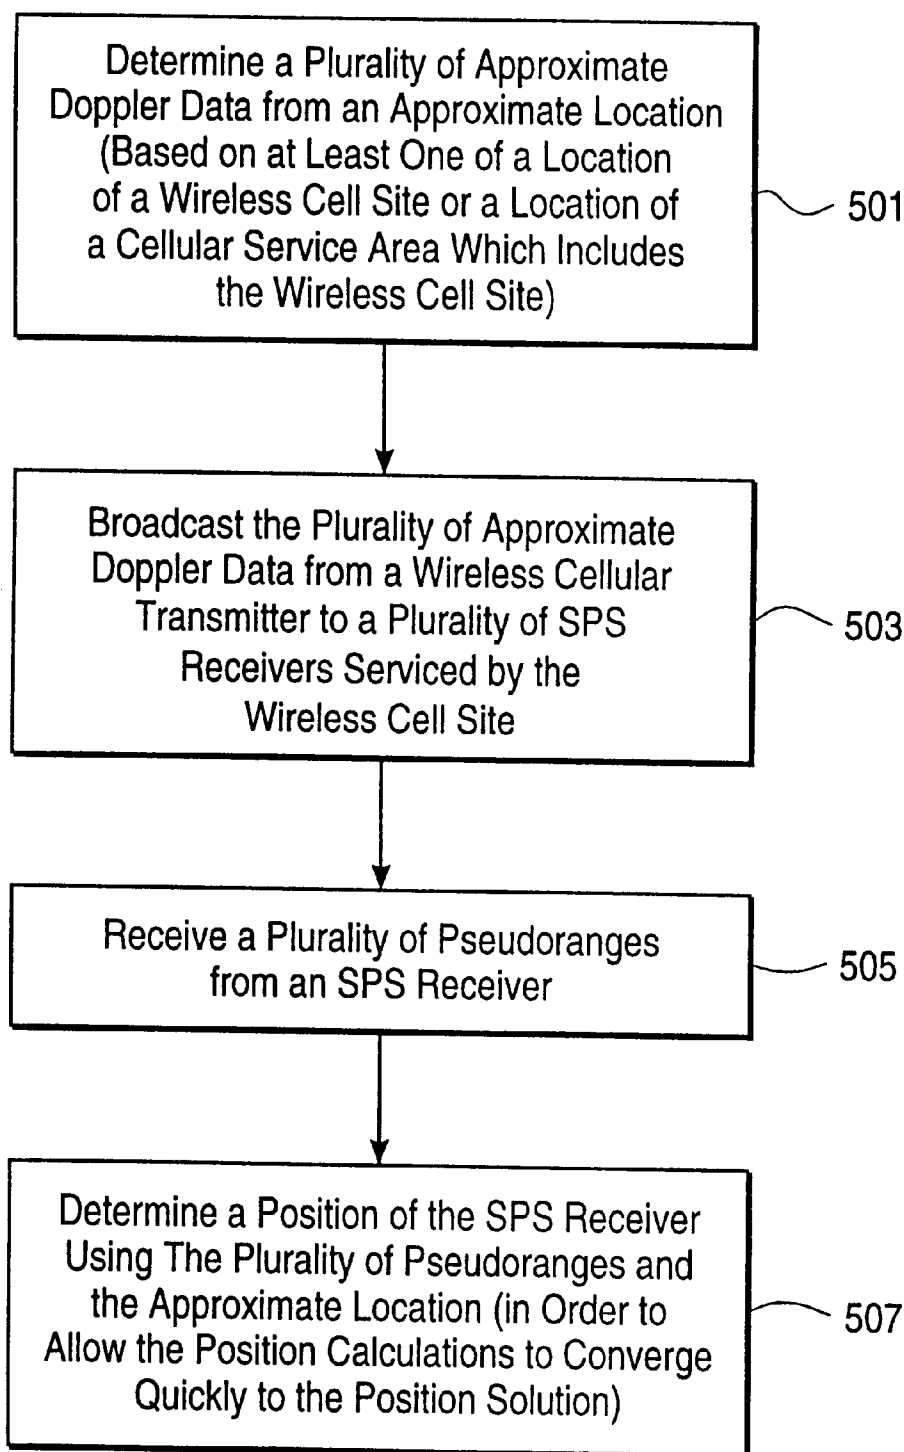 Determine a Plurality of Approximate
Doppler Data from an Approximate Location
(Based on at Least One of a Location
of a Wireless Cell Site or a Location of
a Cellular Service Area Which Includes
the Wireless Cell Site)
501
Broadcast the Plurality of Approximate
Doppler Data from a Wireless Cellular
Transmitter to a Plurality of SPS
Receivers Serviced by the
Wireless Cell Site
503
Receive a Plurality of Pseudoranges
from an SPS Receiver
505
Determine a Position of the SPS Receiver
Using The Plurality of Pseudoranges and
the Approximate Location (in Order to
Allow the Position Calculations to Converge
Quickly to the Position Solution)
507